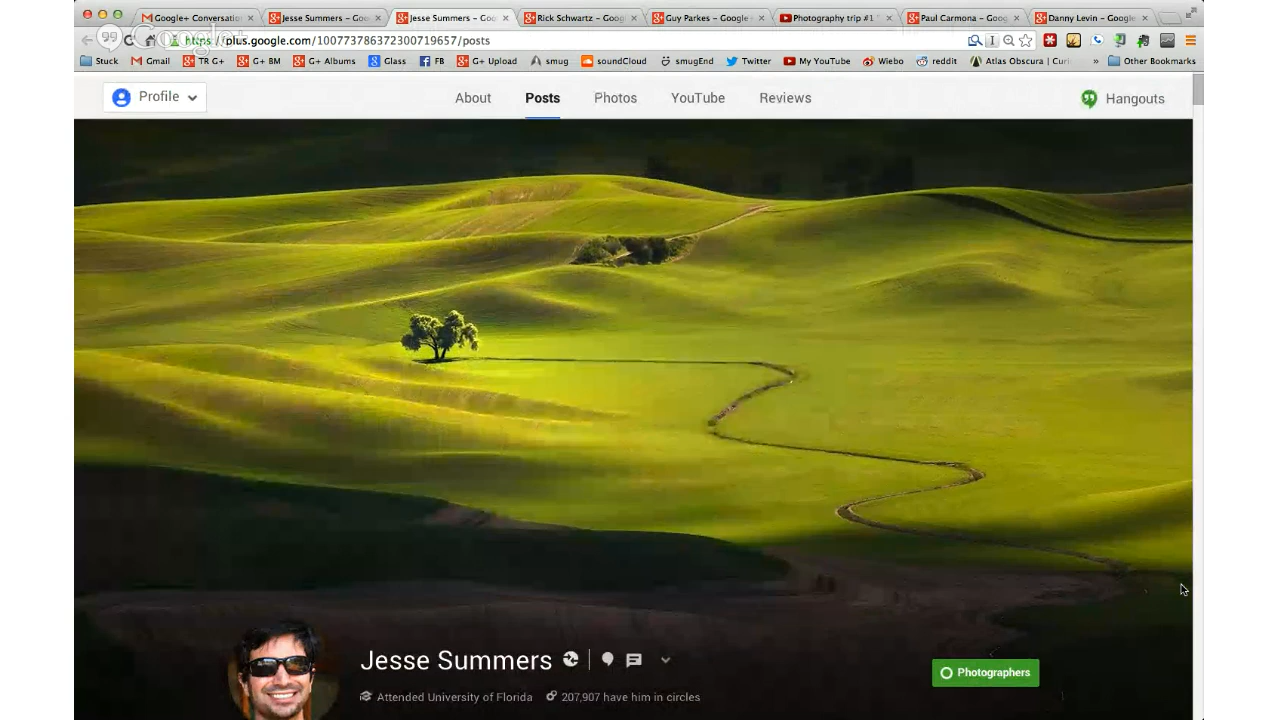 Google+ Conversatio
Jesse Summers – Goo
Jesse Summers – Goo
Rick Schwartz – Goog
Guy Parkes – Google+
Photography trip #1
Paul Carmona – Goog
Danny Levin – Google
Google+
https://plus.google.com/100773786372300719657/posts
Stuck Gmail TR G+ G+ BM G+ Albums Glass FB G+ Upload smug soundCloud smugEnd Twitter My YouTube Wiebo reddit Atlas Obscura | Curi » Other Bookmarks
Profile About Posts Photos YouTube Reviews Hangouts
Jesse Summers
Photographers
Attended University of Florida 207,907 have him in circles